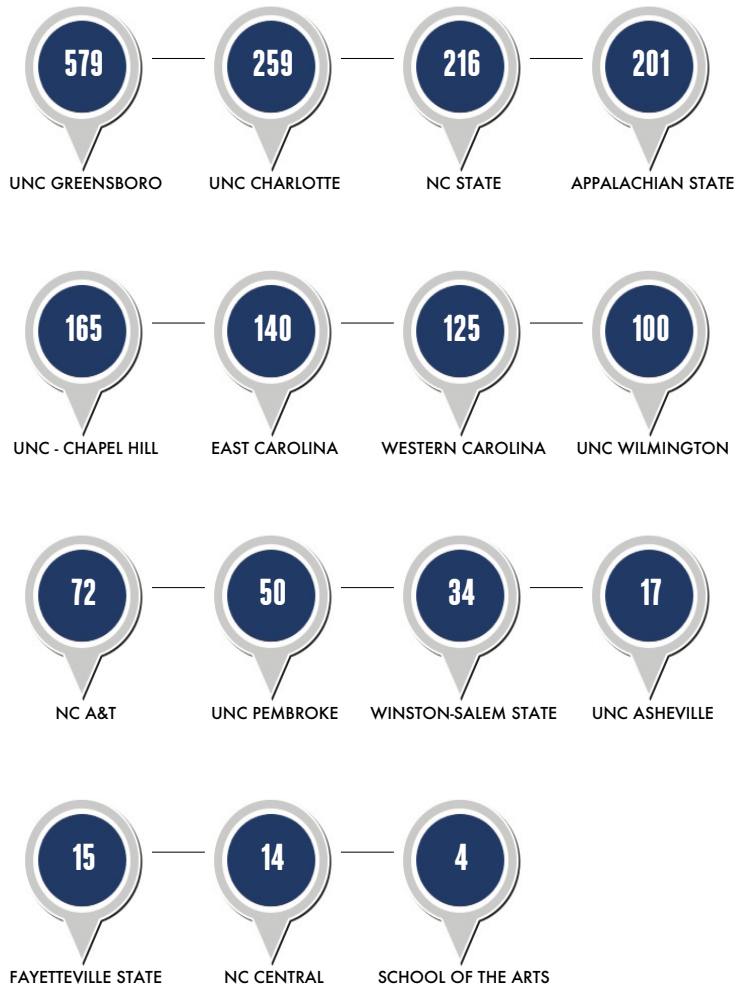 579 259 216 201
UNC GREENSBORO UNC CHARLOTTE NC STATE APPALACHIAN STATE
165 140 125 100
UNC - CHAPEL HILL EAST CAROLINA WESTERN CAROLINA UNC WILMINGTON
72 50 34 17
NC A&T UNC PEMBROKE WINSTON-SALEM STATE UNC ASHEVILLE
15 14 4
FAYETTEVILLE STATE NC CENTRAL SCHOOL OF THE ARTS